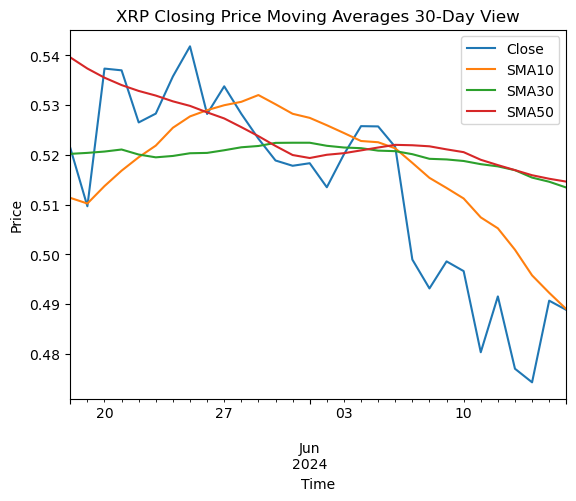 XRP Closing Price Moving Averages 30-Day View
Close
SMA10
SMA30
SMA50
0.54
0.53
0.52
0.51
0.50
0.49
0.48
Price
20
27
03
10
Jun
2024
Time